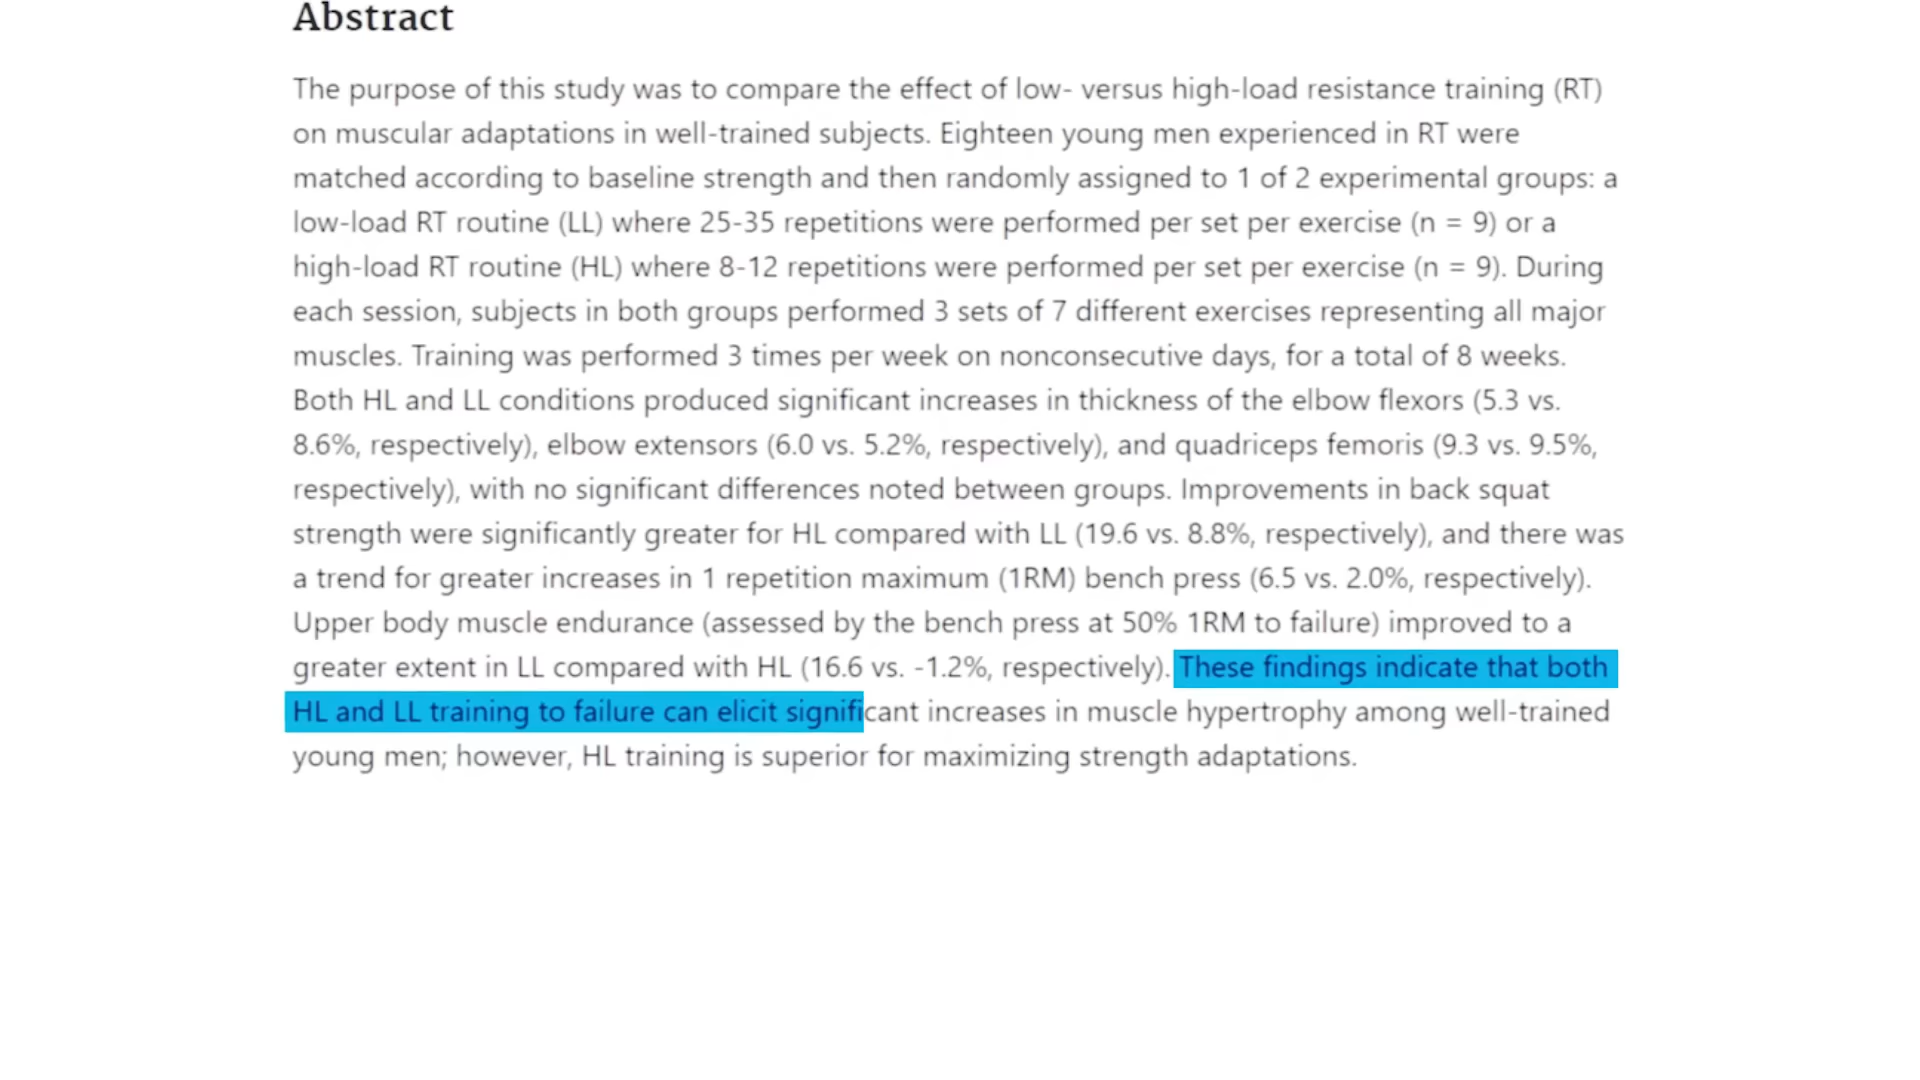 Abstract
The purpose of this study was to compare the effect of low- versus high-load resistance training (RT)
on muscular adaptations in well-trained subjects. Eighteen young men experienced in RT were
matched according to baseline strength and then randomly assigned to 1 of 2 experimental groups: a
low-load RT routine (LL) where 25-35 repetitions were performed per set per exercise (n = 9) or a
high-load RT routine (HL) where 8-12 repetitions were performed per set per exercise (n = 9). During
each session, subjects in both groups performed 3 sets of 7 different exercises representing all major
muscles. Training was performed 3 times per week on nonconsecutive days, for a total of 8 weeks.
Both HL and LL conditions produced significant increases in thickness of the elbow flexors (5.3 vs.
8.6%, respectively), elbow extensors (6.0 vs. 5.2%, respectively), and quadriceps femoris (9.3 vs. 9.5%,
respectively), with no significant differences noted between groups. Improvements in back squat
strength were significantly greater for HL compared with LL (19.6 vs. 8.8%, respectively), and there was
a trend for greater increases in 1 repetition maximum (1RM) bench press (6.5 vs. 2.0%, respectively).
Upper body muscle endurance (assessed by the bench press at 50% 1RM to failure) improved to a
greater extent in LL compared with HL (16.6 vs. -1.2%, respectively). These findings indicate that both
HL and LL training to failure can elicit significant increases in muscle hypertrophy among well-trained
young men; however, HL training is superior for maximizing strength adaptations.